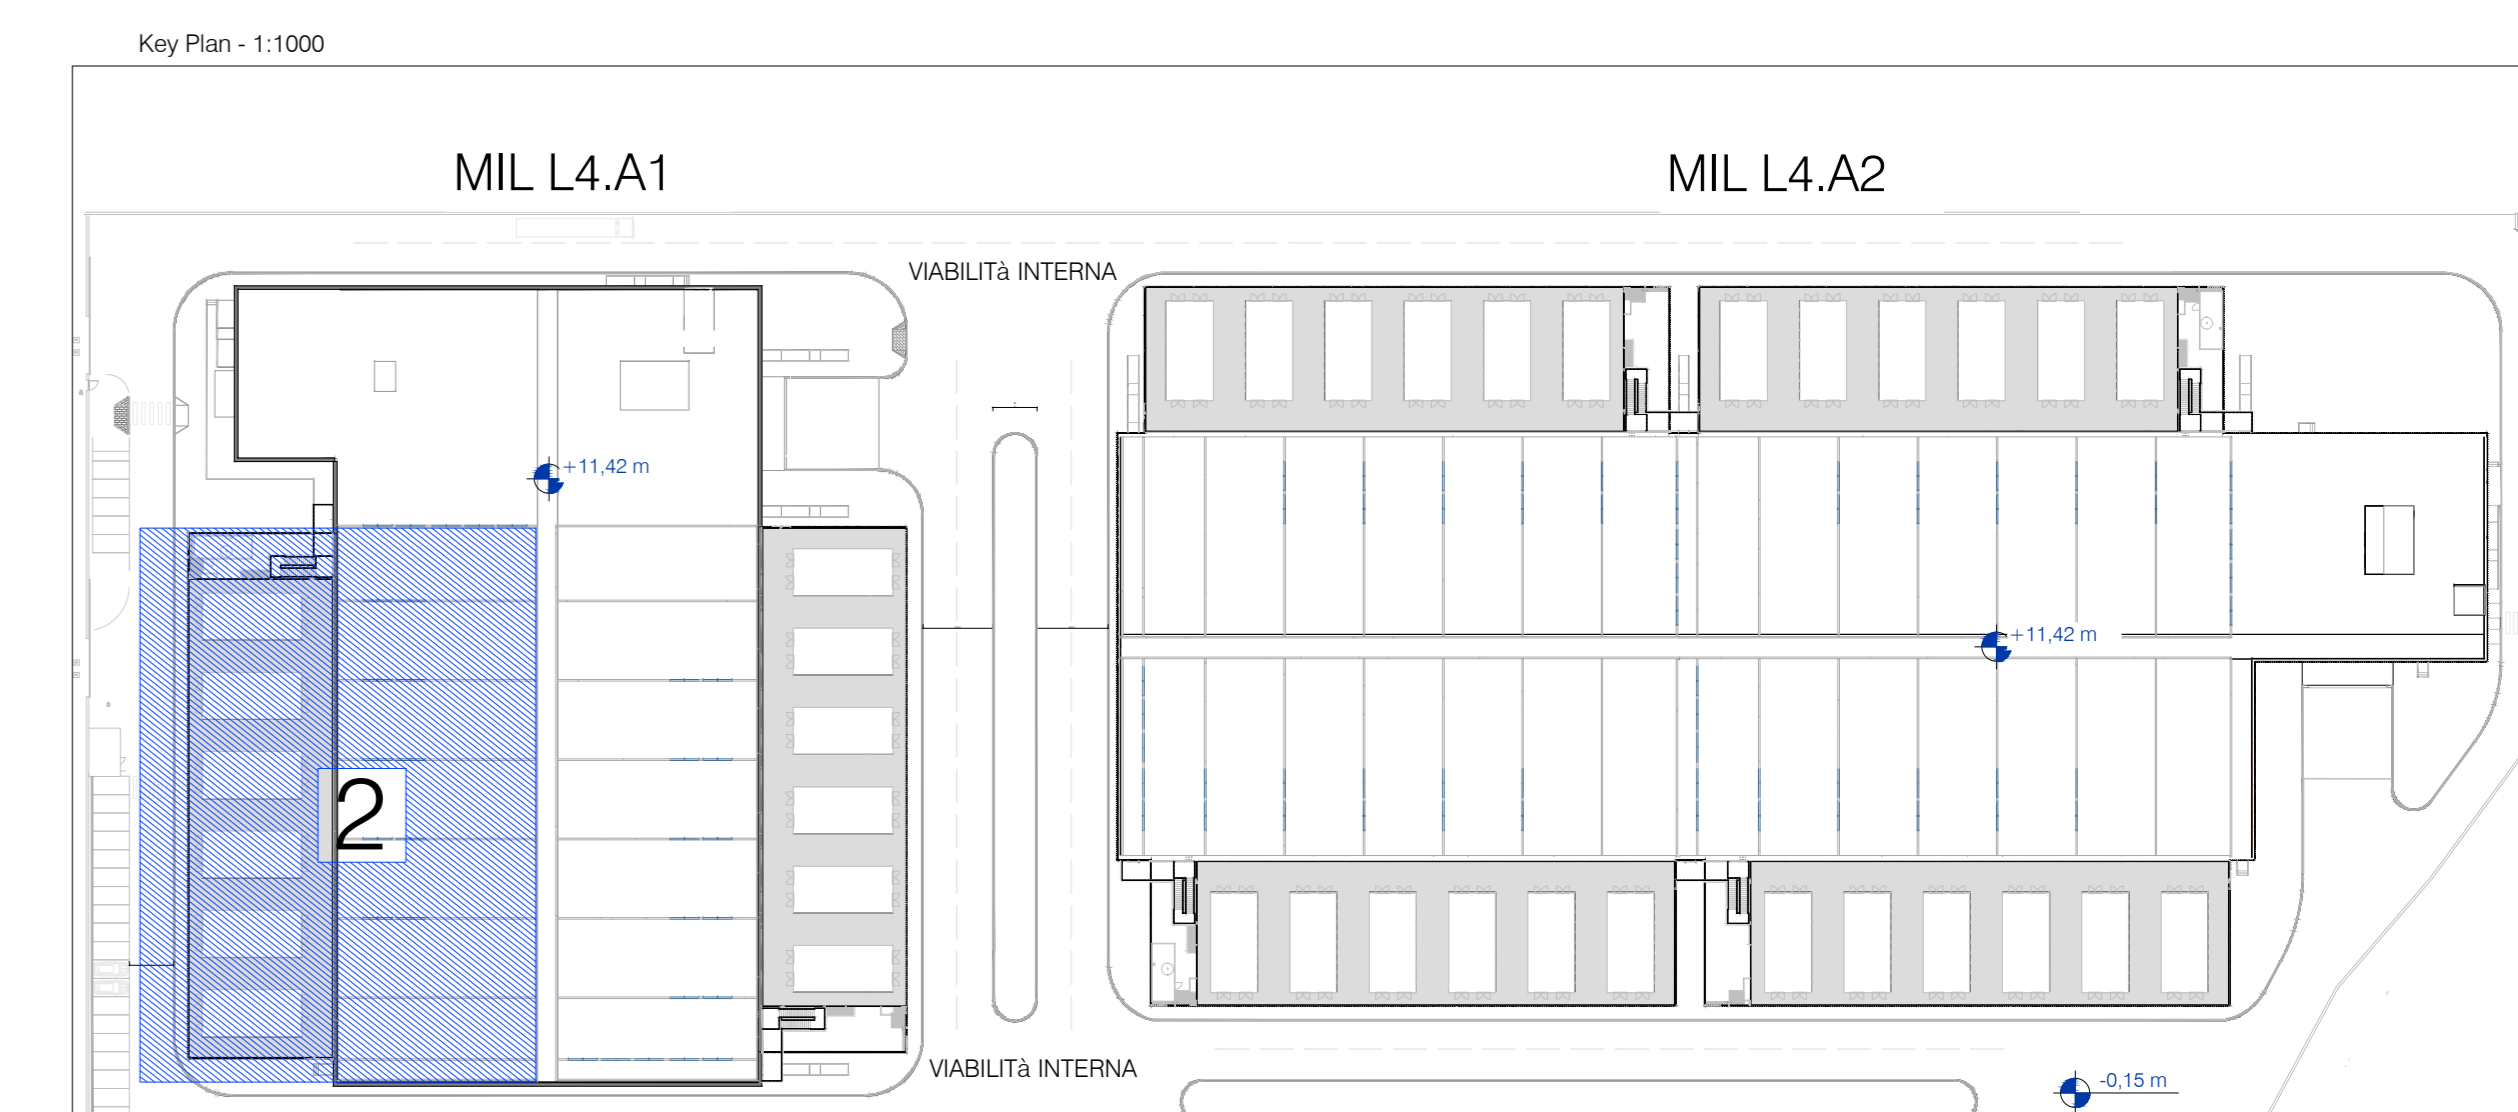 Key Plan - 1:1000
MIL L4.A1
MIL L4.A2
VIABILITà INTERNA
+11,42 m
+11,42 m
2
VIABILITà INTERNA
-0,15 m